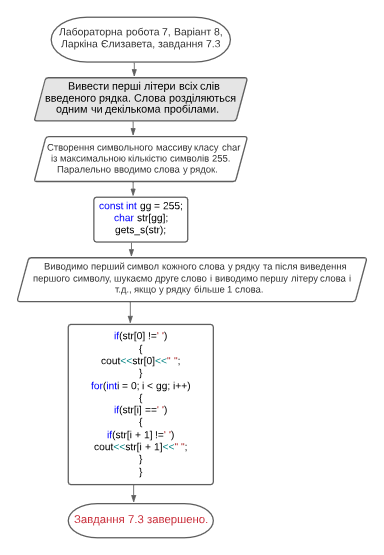 Лабораторна робота 7, Варіант 8,
Ларкіна Єлизавета, завдання 7.3
Вивести перші літери всіх слів
введеного рядка. Слова розділяються
одним чи декількома пробілами.
Створення символьного массиву класу char
із максимальною кількістю символів 255.
Паралельно вводимо слова у рядок.
const int gg = 255;
char str[gg];
gets_s(str);
Виводимо перший символ кожного слова у рядку та після виведення
першого символу, шукаємо друге слово і виводимо першу літеру слова і
т.д., якщо у рядку більше 1 слова.
if(str[0] !=' ')
{
cout<<str[0]<<" ";
}
for(inti = 0; i < gg; i++)
{
if(str[i] ==' ')
{
if(str[i + 1] !=' ')
cout<<str[i + 1]<<" ";
}
}
Завдання 7.3 завершено.